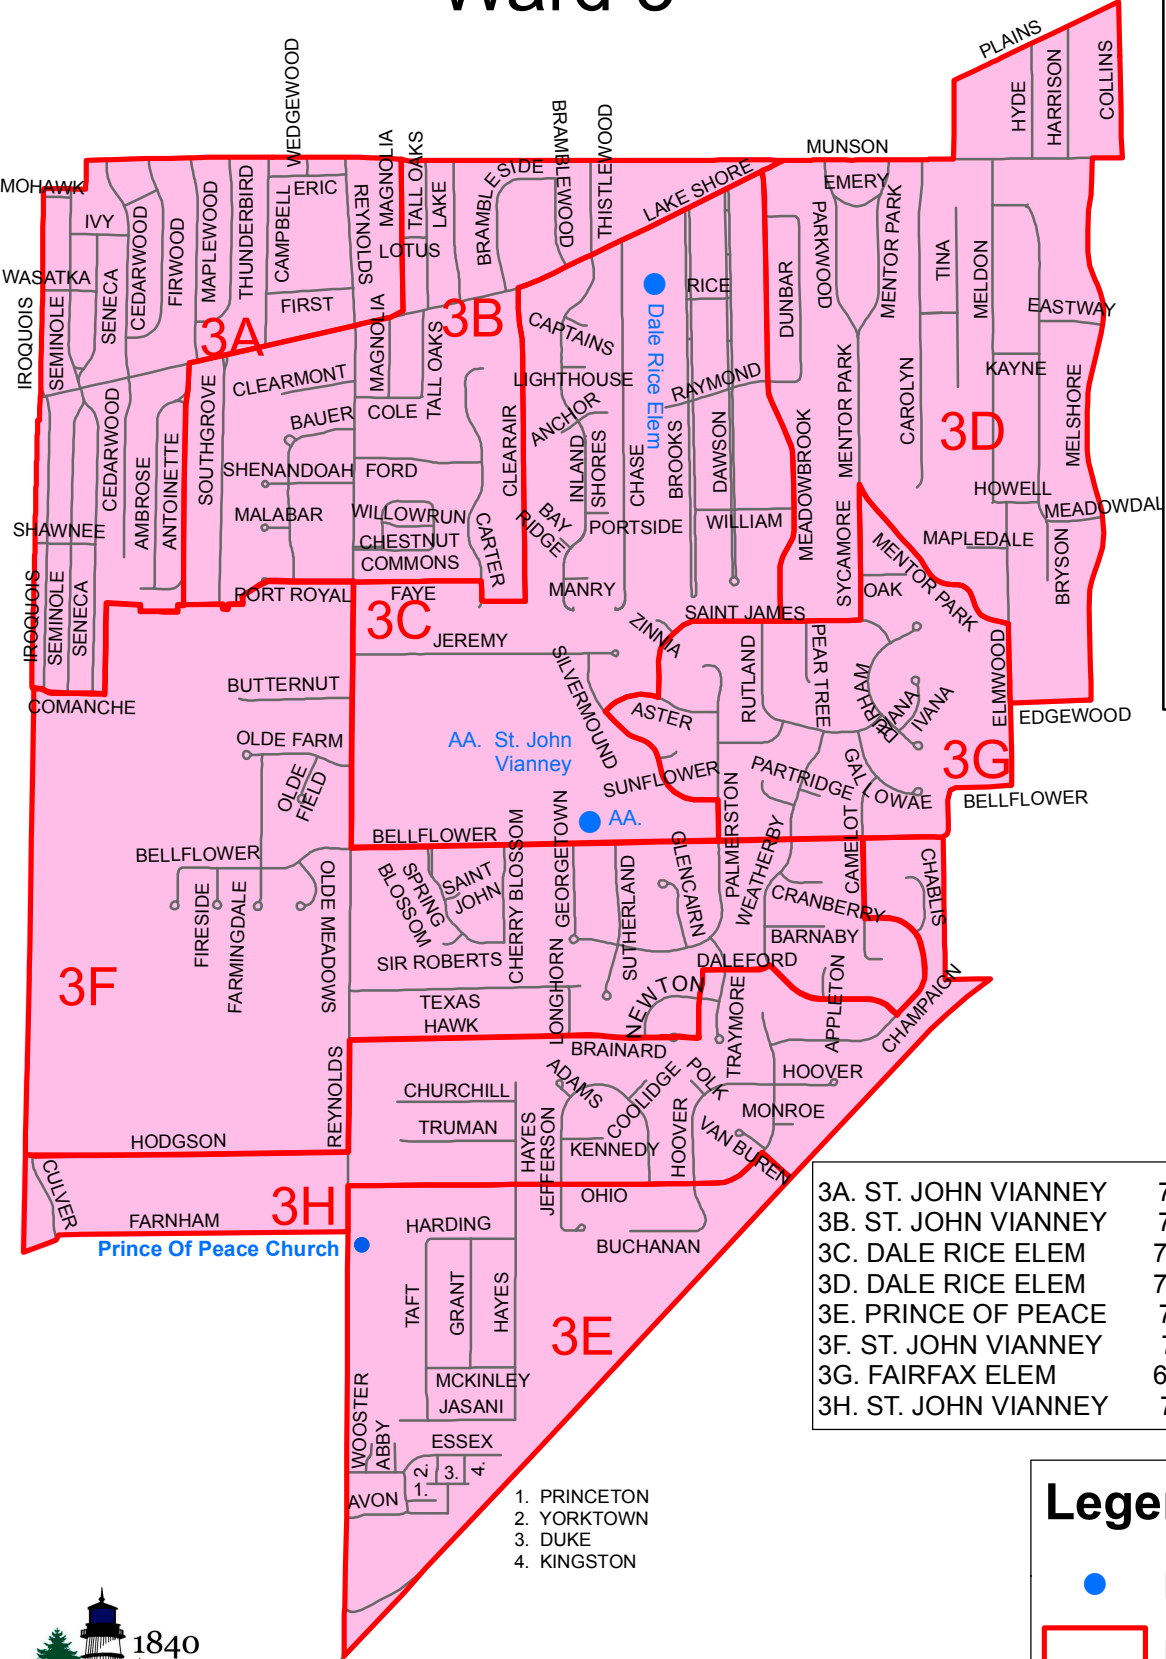 Ward 3
PLAINS
HYDE
HARRISON
COLLINS
WEDGEWOOD
MAGNOLIA
TALL OAKS
BRAMBLEWOOD
THISTLEWOOD
MUNSON
MOHAWK
IVY
CEDARWOOD
FIRWOOD
MAPLEWOOD
THUNDERBIRD
CAMPBELL
ERIC
REYNOLDS
LAKE
LOTUS
BRAMBLESIDE
LAKE SHORE
EMERY
PARKWOOD
MENTOR PARK
TINA
MELDON
WASATKA
SENECA
IROQUOIS
SEMINOLE
FIRST
3A
MAGNOLIA
3B
TALL OAKS
CAPTAINS
RICE
Dale Rice Elem
DUNBAR
EASTWAY
KAYNE
CLEARMONT
LIGHTHOUSE
RAYMOND
SOUTHGROVE
BAUER
COLE
ANCHOR
CAROLYN
MELSHORE
3D
CEDARWOOD
AMBROSE
ANTOINETTE
SHENANDOAH
FORD
CLEARAIR
INLAND
SHORES
CHASE
BROOKS
DAWSON
MEADOWBROOK
MENTOR PARK
HOWELL
MEADOWDAL
SHAWNEE
MALABAR
WILLOWRUN
CHESTNUT
COMMONS
CARTER
BAY
RIDGE
PORTSIDE
WILLIAM
SYCAMORE
MENTOR PARK
MAPLEDALE
BRYSON
IROQUOIS
SEMINOLE
SENECA
PORT ROYAL
FAYE
MANRY
OAK
3C
JEREMY
ZINNIA
SAINT JAMES
SILVERMOUND
RUTLAND
PEAR TREE
DURHAM
DIANA
IVANA
ELMWOOD
BUTTERNUT
COMANCHE
ASTER
EDGEWOOD
OLDE FARM
OLDE
FIELD
AA. St. John
Vianney
SUNFLOWER
PARTRIDGE
GALLOWAE
3G
BELLFLOWER
AA.
BELLFLOWER
CHERRY BLOSSOM
GEORGETOWN
GLENCAIRN
PALMERSTON
WEATHERBY
CAMELOT
CHABLIS
BELLFLOWER
FIRESIDE
FARMINGDALE
OLDE MEADOWS
SPRING
BLOSSOM
SAINT
JOHN
SUTHERLAND
CRANBERRY
BARNABY
3F
SIR ROBERTS
LONGHORN
DALEFORD
TEXAS
NEWTON
TRAYMORE
APPLETON
CHAMPAIGN
HAWK
BRAINARD
REYNOLDS
CHURCHILL
ADAMS
COOLIDGE
POLK
HOOVER
TRUMAN
HAYES
JEFFERSON
KENNEDY
HOOVER
MONROE
VAN BUREN
HODGSON
CULVER
3H
OHIO
FARNHAM
HARDING
BUCHANAN
Prince Of Peace Church
TAFT
GRANT
HAYES
3E
MCKINLEY
JASANI
WOOSTER
ABBY
ESSEX
2.
3.
4.
1.
AVON
1. PRINCETON
2. YORKTOWN
3. DUKE
4. KINGSTON
3A. ST. JOHN VIANNEY 7
3B. ST. JOHN VIANNEY 7
3C. DALE RICE ELEM 7
3D. DALE RICE ELEM 7
3E. PRINCE OF PEACE 7
3F. ST. JOHN VIANNEY 7
3G. FAIRFAX ELEM 6
3H. ST. JOHN VIANNEY 7
Lege
1840